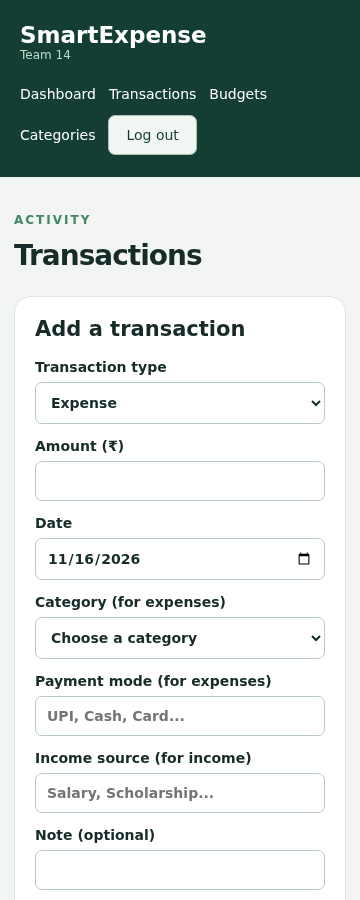 SmartExpense
Team 14
Dashboard Transactions Budgets
Categories Log out
ACTIVITY
Transactions
Add a transaction
Transaction type
Expense
Amount (₹)
Date
11/16/2026
Category (for expenses)
Choose a category
Payment mode (for expenses)
UPI, Cash, Card...
Income source (for income)
Salary, Scholarship...
Note (optional)